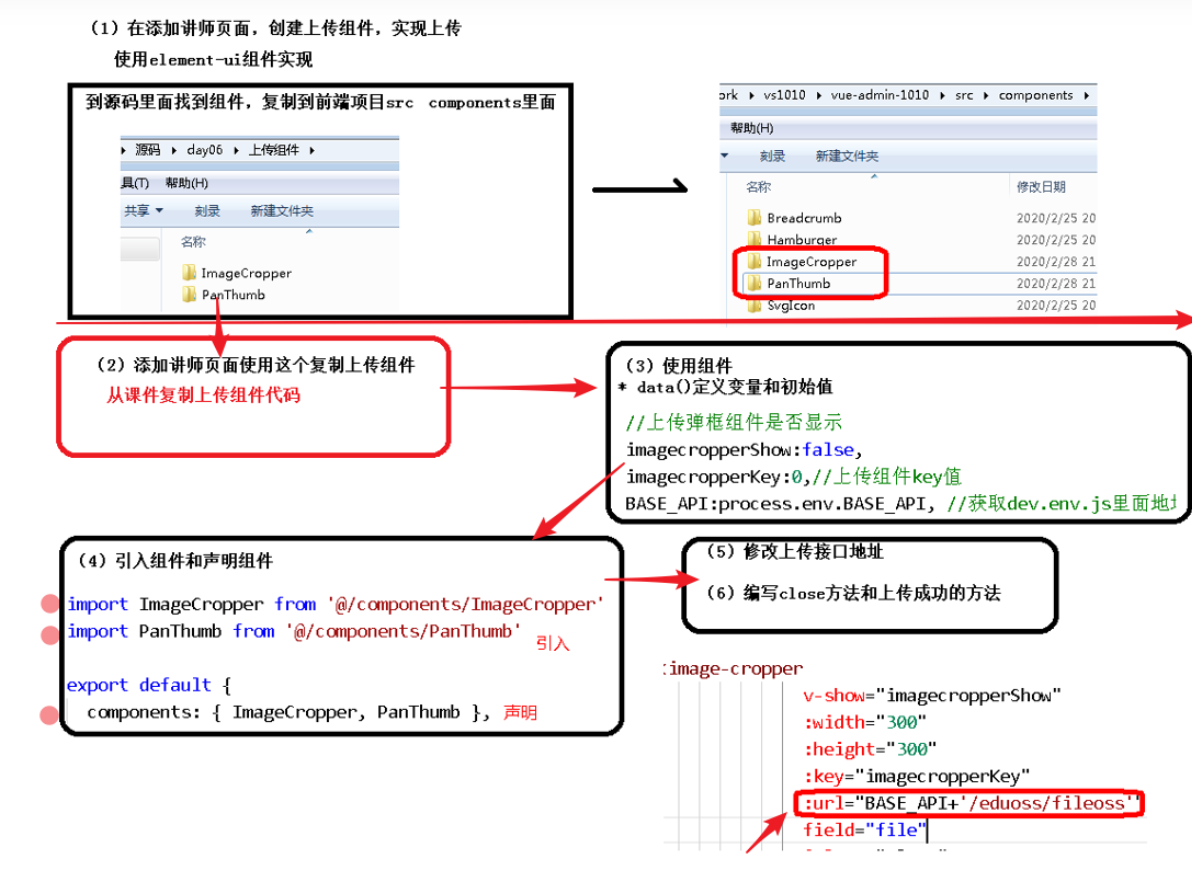 (1) 在添加讲师页面，创建上传组件，实现上传
使用element-ui组件实现
到源码里面找到组件，复制到前端项目src components里面
源码 day06 上传组件
具(T) 帮助(H)
共享 刻录 新建文件夹
名称
ImageCropper
PanThumb
ork vs1010 vue-admin-1010 src components
帮助(H)
刻录 新建文件夹
名称 修改日期
Breadcrumb 2020/2/25 20
Hamburger 2020/2/25 20
ImageCropper 2020/2/28 21
PanThumb 2020/2/28 21
SvgIcon 2020/2/25 20
(2) 添加讲师页面使用这个复制上传组件
从课件复制上传组件代码
(3) 使用组件
* data()定义变量和初始值
//上传弹框组件是否显示
imagecropperShow:false,
imagecropperKey:0,//上传组件key值
BASE_API:process.env.BASE_API, //获取dev.env.js里面地
(4) 引入组件和声明组件
import ImageCropper from '@/components/ImageCropper'
import PanThumb from '@/components/PanThumb'
引入
export default {
components: { ImageCropper, PanThumb }, 声明
(5) 修改上传接口地址
(6) 编写close方法和上传成功的方法
image-cropper
v-show="imagecropperShow"
:width="300"
:height="300"
:key="imagecropperKey"
:url="BASE_API+'/eduoss/fileoss'"
field="file"